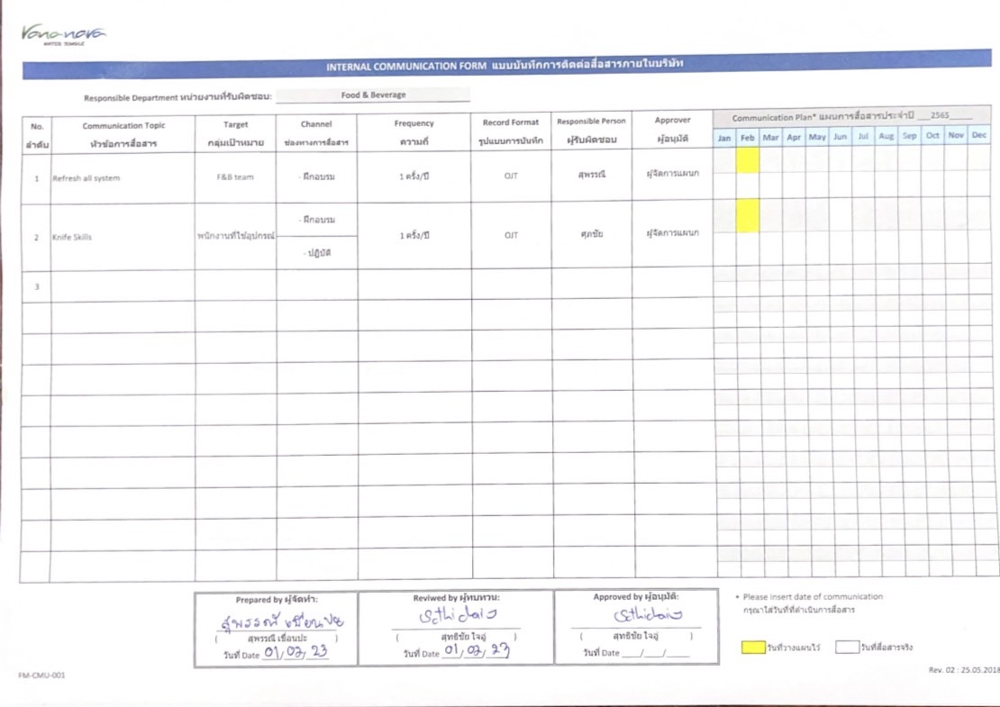 Vana nava
WATER JUNGLE
INTERNAL COMMUNICATION FORM แบบบันทึกการติดต่อสื่อสารภายในบริษัท
Responsible Department หน่วยงานที่รับผิดชอบ: Food & Beverage
No. Communication Topic Target Channel Frequency Record Format Responsible Person Approver Communication Plan* แผนการสื่อสารประจำปี ___2565_____
ลำดับ หัวข้อการสื่อสาร กลุ่มเป้าหมาย ช่องทางการสื่อสาร ความถี่ รูปแบบการบันทึก ผู้รับผิดชอบ ผู้อนุมัติ Jan Feb Mar Apr May Jun Jul Aug Sep Oct Nov Dec
1 Refresh all system F&B team - ฝึกอบรม 1 ครั้ง/ปี OJT สุพรรณี ผู้จัดการแผนก
- ฝึกอบรม
2 Knife Skills พนักงานที่ใช้อุปกรณ์ 1 ครั้ง/ปี OJT ศุภชัย ผู้จัดการแผนก
- ปฏิบัติ
3
Prepared by ผู้จัดทำ: Reviwed by ผู้ทบทวน: Approved by ผู้อนุมัติ: * Please insert date of communication
กรุณาใส่วันที่ที่ดำเนินการสื่อสาร
สุพรรณี เขื่อนปะ Sethichais Sethichais
( สุพรรณี เขื่อนปะ ) ( สุทธิชัย ใจอู่ ) ( สุทธิชัย ใจอู่ )
วันที่ Date 01/02/23 วันที่ Date 01/02/23 วันที่ Date ___/___/___ วันที่วางแผนไว้ วันที่สื่อสารจริง
FM-CMU-001 Rev. 02 : 25.05.2018